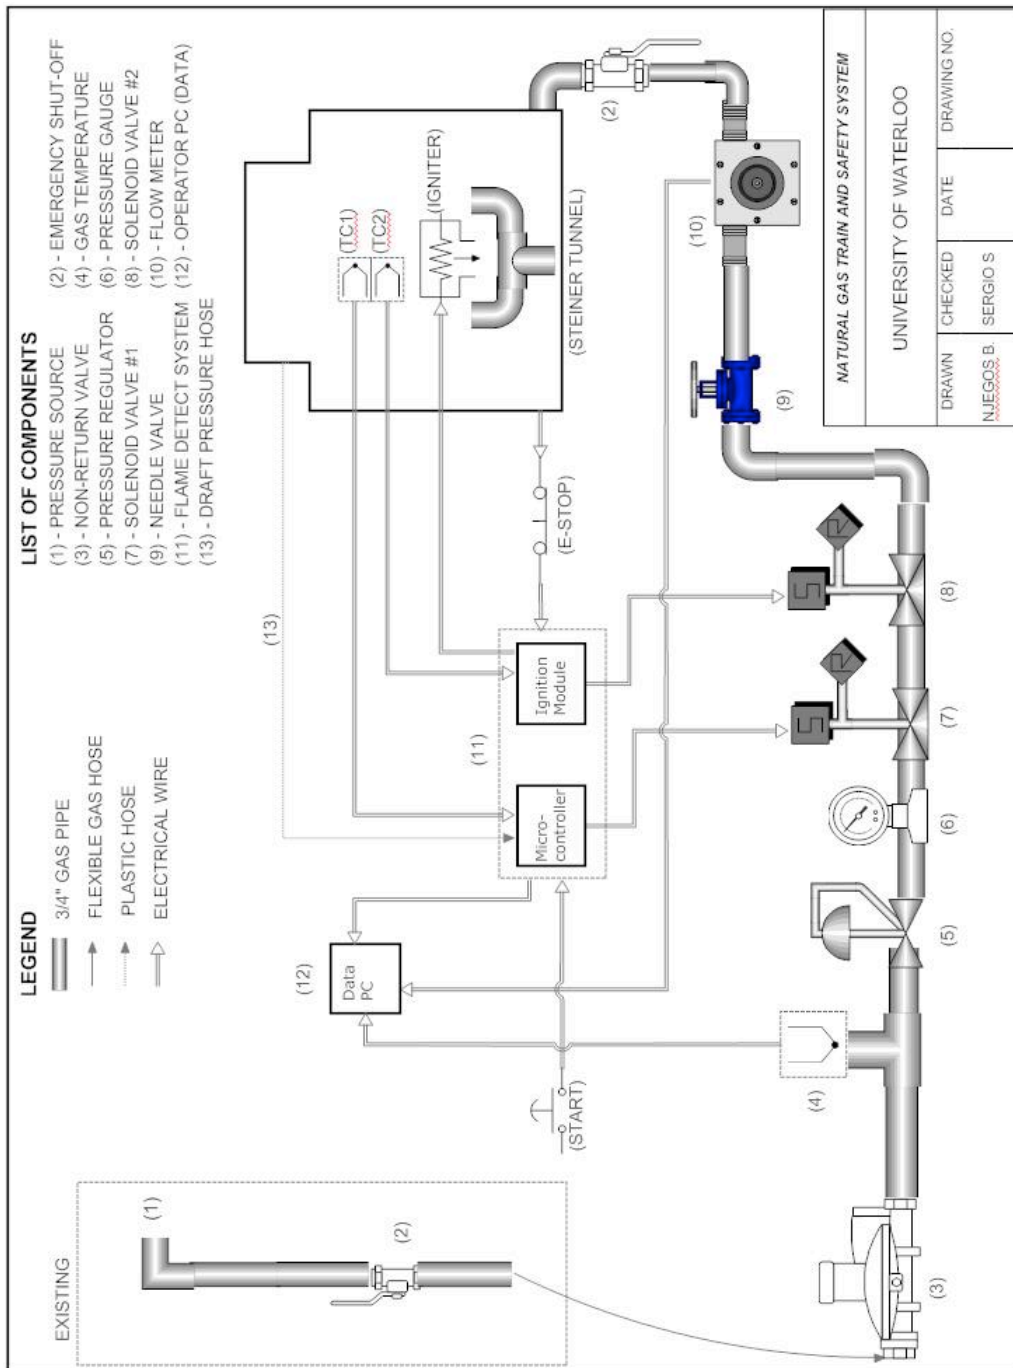 LEGEND
3/4" GAS PIPE
FLEXIBLE GAS HOSE
PLASTIC HOSE
ELECTRICAL WIRE
LIST OF COMPONENTS
(1) - PRESSURE SOURCE
(2) - EMERGENCY SHUT-OFF
(3) - NON-RETURN VALVE
(4) - GAS TEMPERATURE
(5) - PRESSURE REGULATOR
(6) - PRESSURE GAUGE
(7) - SOLENOID VALVE #1
(8) - SOLENOID VALVE #2
(9) - NEEDLE VALVE
(10) - FLOW METER
(11) - FLAME DETECT SYSTEM
(12) - OPERATOR PC (DATA)
(13) - DRAFT PRESSURE HOSE
EXISTING
(1)
(2)
(13)
(TC1)
(TC2)
(IGNITER)
(STEINER TUNNEL)
(12)
Data
PC
(11)
Micro-
controller
Ignition
Module
(E-STOP)
(START)
(2)
(10)
(9)
(4)
S
R
S
R
(3)
(5)
(6)
(7)
(8)
NATURAL GAS TRAIN AND SAFETY SYSTEM
UNIVERSITY OF WATERLOO
DRAWN
CHECKED
DATE
DRAWING NO.
NJEGOS B.
SERGIO S